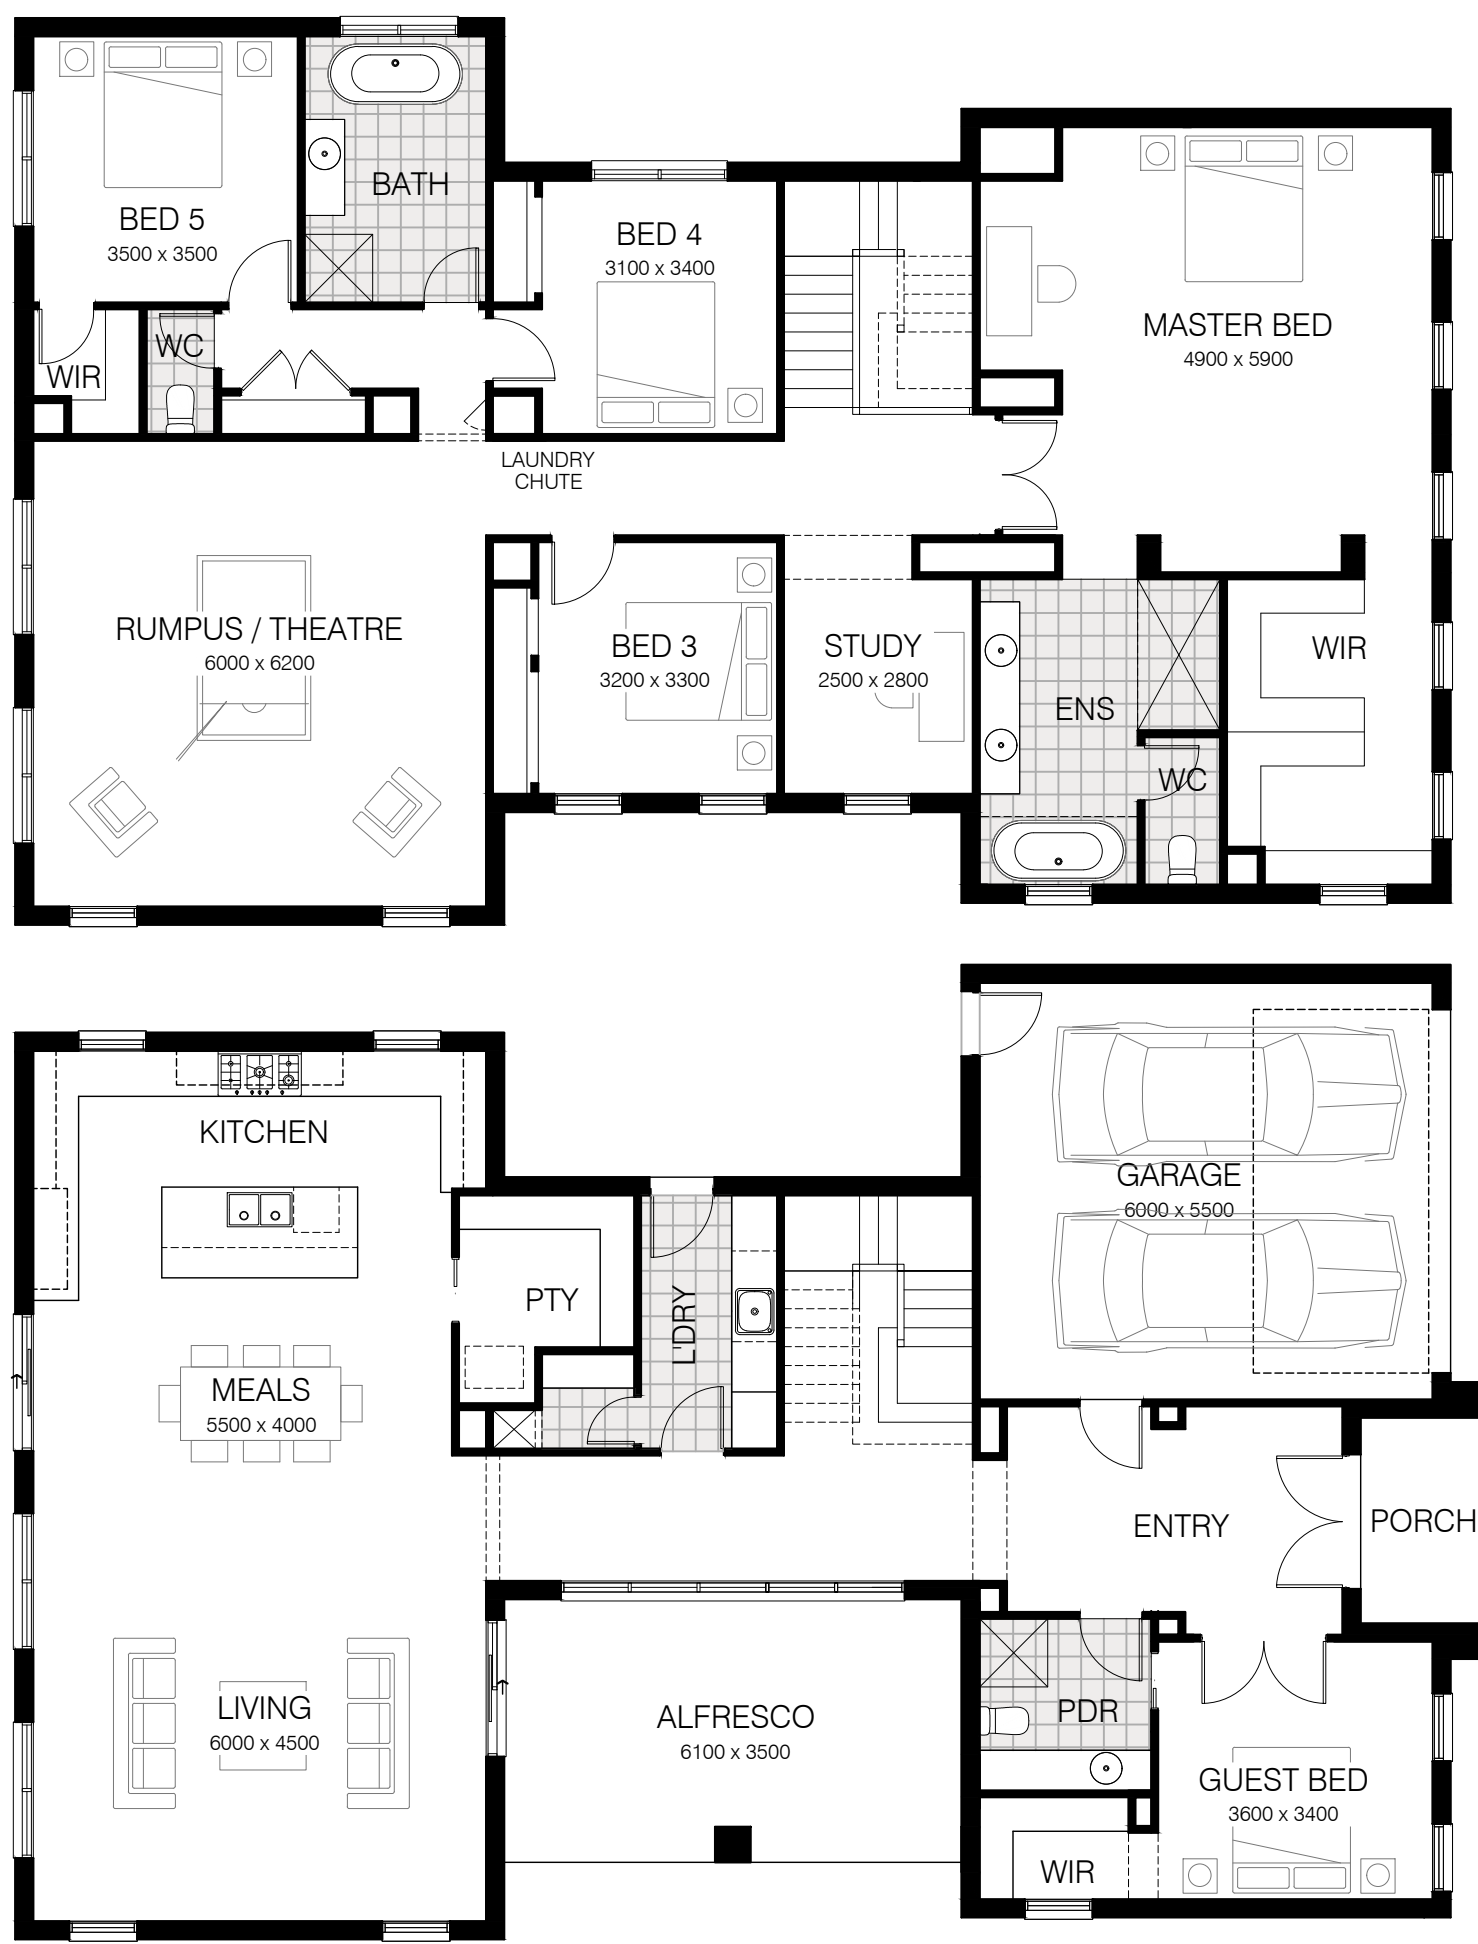 BATH
BED 5
3500 x 3500
BED 4
3100 x 3400
MASTER BED
4900 x 5900
WC
WIR
LAUNDRY
CHUTE
RUMPUS / THEATRE
6000 x 6200
BED 3
3200 x 3300
STUDY
2500 x 2800
WIR
ENS
WC
KITCHEN
GARAGE
6000 x 5500
PTY
L'DRY
MEALS
5500 x 4000
ENTRY
PORCH
LIVING
6000 x 4500
ALFRESCO
6100 x 3500
PDR
GUEST BED
3600 x 3400
WIR